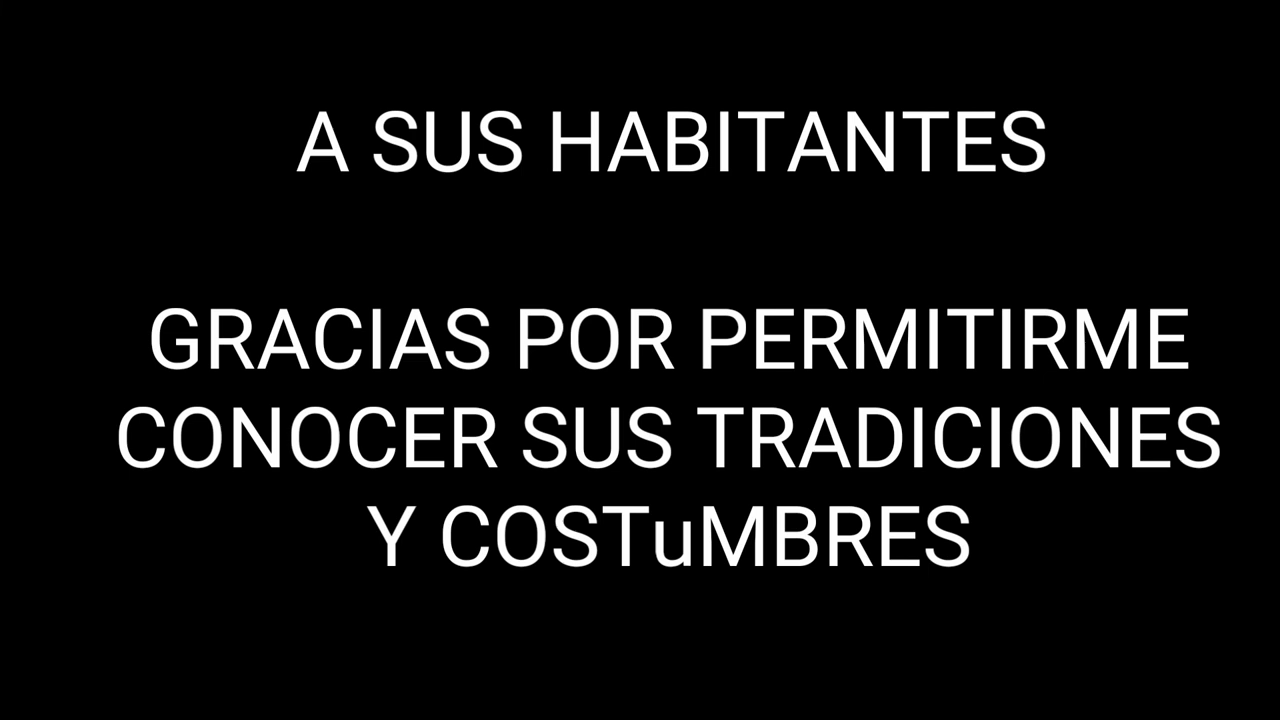 A SUS HABITANTES
GRACIAS POR PERMITIRME
CONOCER SUS TRADICIONES
Y COSTuMBRES